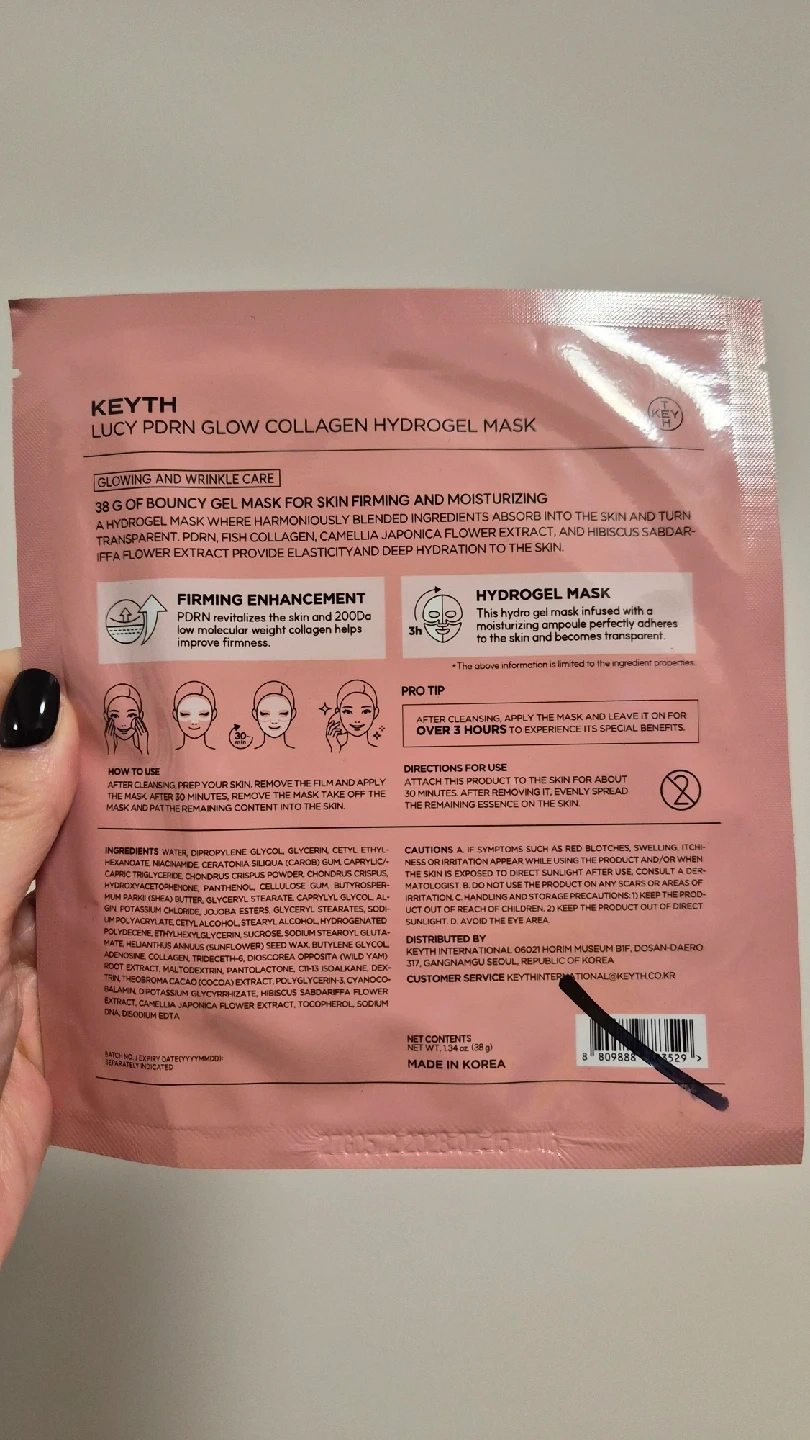 KEYTH
LUCY PDRN GLOW COLLAGEN HYDROGEL MASK
T
KEY
H
GLOWING AND WRINKLE CARE
38 G OF BOUNCY GEL MASK FOR SKIN FIRMING AND MOISTURIZING
A HYDROGEL MASK WHERE HARMONIOUSLY BLENDED INGREDIENTS ABSORB INTO THE SKIN AND TURN
TRANSPARENT. PDRN, FISH COLLAGEN, CAMELLIA JAPONICA FLOWER EXTRACT, AND HIBISCUS SABDAR-
IFFA FLOWER EXTRACT PROVIDE ELASTICITYAND DEEP HYDRATION TO THE SKIN.
FIRMING ENHANCEMENT
PDRN revitalizes the skin and 200Da
low molecular weight collagen helps
improve firmness.
3h
HYDROGEL MASK
This hydro gel mask infused with a
moisturizing ampoule perfectly adheres
to the skin and becomes transparent.
*The above information is limited to the ingredient properties.
30
min
HOW TO USE
AFTER CLEANSING, PREP YOUR SKIN, REMOVE THE FILM AND APPLY
THE MASK. AFTER 30 MINUTES, REMOVE THE MASK TAKE OFF THE
MASK AND PAT THE REMAINING CONTENT INTO THE SKIN.
PRO TIP
AFTER CLEANSING, APPLY THE MASK AND LEAVE IT ON FOR
OVER 3 HOURS TO EXPERIENCE ITS SPECIAL BENEFITS.
DIRECTIONS FOR USE
ATTACH THIS PRODUCT TO THE SKIN FOR ABOUT
30 MINUTES. AFTER REMOVING IT, EVENLY SPREAD
THE REMAINING ESSENCE ON THE SKIN.
2
INGREDIENTS WATER, DIPROPYLENE GLYCOL, GLYCERIN, CETYL ETHYL-
HEXANOATE, NIACINAMIDE, CERATONIA SILIQUA (CAROB) GUM, CAPRYLIC/-
CAPRIC TRIGLYCERIDE, CHONDRUS CRISPUS POWDER, CHONDRUS CRISPUS,
HYDROXYACETOPHENONE, PANTHENOL, CELLULOSE GUM, BUTYROSPER-
MUM PARKII (SHEA) BUTTER, GLYCERYL STEARATE, CAPRYLYL GLYCOL, AL-
GIN, POTASSIUM CHLORIDE, JOJOBA ESTERS, GLYCERYL STEARATES, SODI-
UM POLYACRYLATE, CETYL ALCOHOL, STEARYL ALCOHOL, HYDROGENATED
POLYDECENE, ETHYLHEXYLGLYCERIN, SUCROSE, SODIUM STEAROYL GLUTA-
MATE, HELIANTHUS ANNUUS (SUNFLOWER) SEED WAX, BUTYLENE GLYCOL,
ADENOSINE, COLLAGEN, TRIDECETH-6, DIOSCOREA OPPOSITA (WILD YAM)
ROOT EXTRACT, MALTODEXTRIN, PANTOLACTONE, C11-13 ISOALKANE, DEX-
TRIN, THEOBROMA CACAO (COCOA) EXTRACT, POLYGLYCERIN-3, CYANOCO-
BALAMIN, DIPOTASSIUM GLYCYRRHIZATE, HIBISCUS SABDARIFFA FLOWER
EXTRACT, CAMELLIA JAPONICA FLOWER EXTRACT, TOCOPHEROL, SODIUM
DNA, DISODIUM EDTA
BATCH NO. / EXPIRY DATE(YYYYMMDD):
SEPARATELY INDICATED
CAUTIONS A. IF SYMPTOMS SUCH AS RED BLOTCHES, SWELLING, ITCHI-
NESS OR IRRITATION APPEAR WHILE USING THE PRODUCT AND/OR WHEN
THE SKIN IS EXPOSED TO DIRECT SUNLIGHT AFTER USE, CONSULT A DER-
MATOLOGIST. B. DO NOT USE THE PRODUCT ON ANY SCARS OR AREAS OF
IRRITATION. C. HANDLING AND STORAGE PRECAUTIONS: 1) KEEP THE PROD-
UCT OUT OF REACH OF CHILDREN. 2) KEEP THE PRODUCT OUT OF DIRECT
SUNLIGHT. D. AVOID THE EYE AREA.
DISTRIBUTED BY
KEYTH INTERNATIONAL 06021 HORIM MUSEUM B1F, DOSAN-DAERO
317, GANGNAMGU SEOUL, REPUBLIC OF KOREA
CUSTOMER SERVICE KEYTHINTERNATIONAL@KEYTH.CO.KR
NET CONTENTS
NET WT. 1.34 oz. (38 g)
MADE IN KOREA
8 809888 3529 >